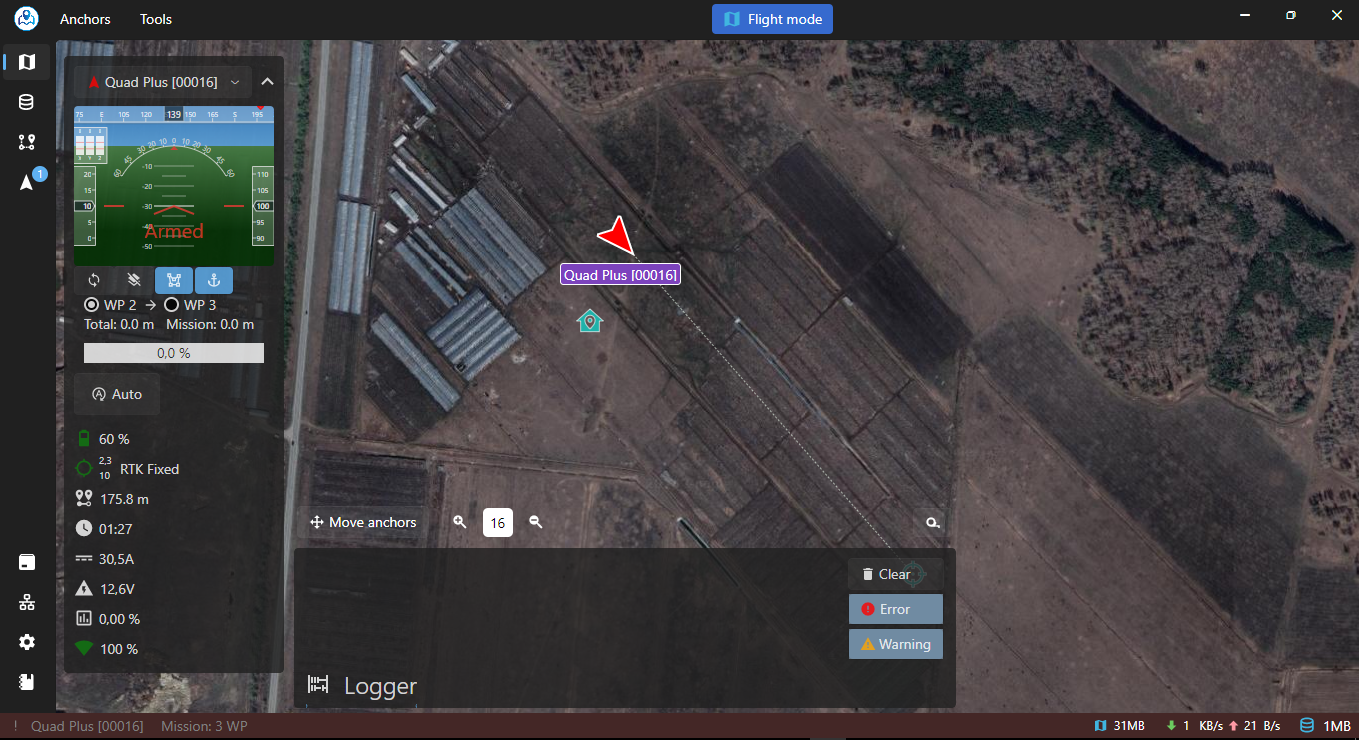 Anchors Tools Flight mode
Quad Plus [00016]
75 E 105 120 139 150 165 S 195
60 45 30 20 10 0 10 20 30 45 60
20 -10 110
15 -20 105
10 -30 100
5 -40 95
0 -50 90
Armed
1
WP 2 → WP 3
Total: 0.0 m Mission: 0.0 m
0,0 %
Auto
60 %
2,3
10
RTK Fixed
175.8 m
01:27
30,5A
12,6V
0,00 %
100 %
Quad Plus [00016]
Move anchors 16
Clear
Error
Warning
Logger
! Quad Plus [00016] Mission: 3 WP 31MB 1 KB/s 21 B/s 1MB